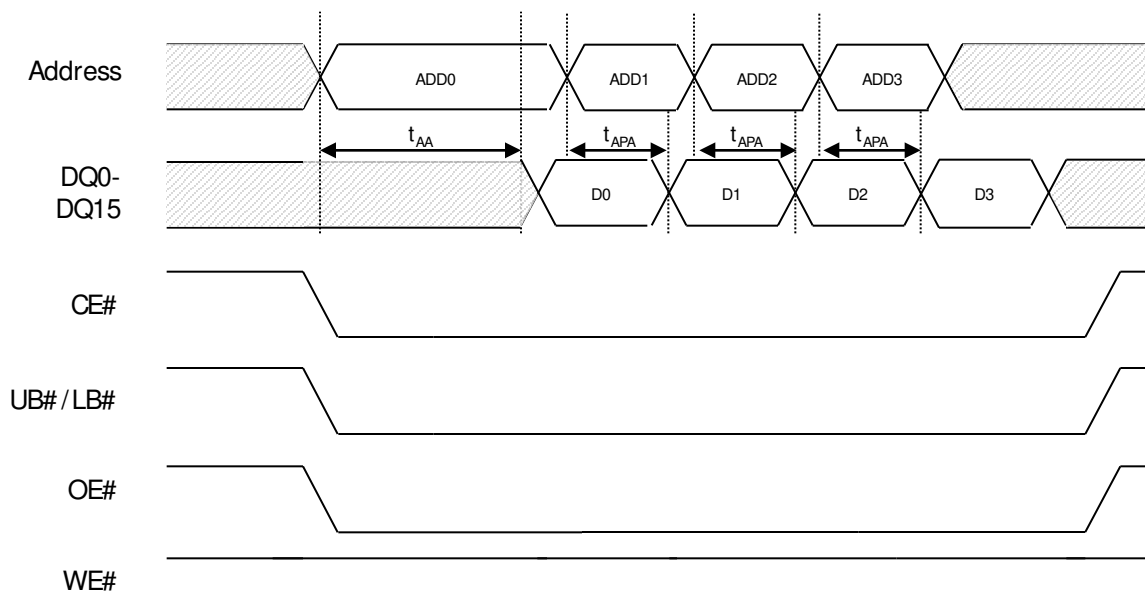 Address
ADD0 ADD1 ADD2 ADD3
tAA tAPA tAPA tAPA
DQ0-
DQ15
D0 D1 D2 D3
CE#
UB# / LB#
OE#
WE#